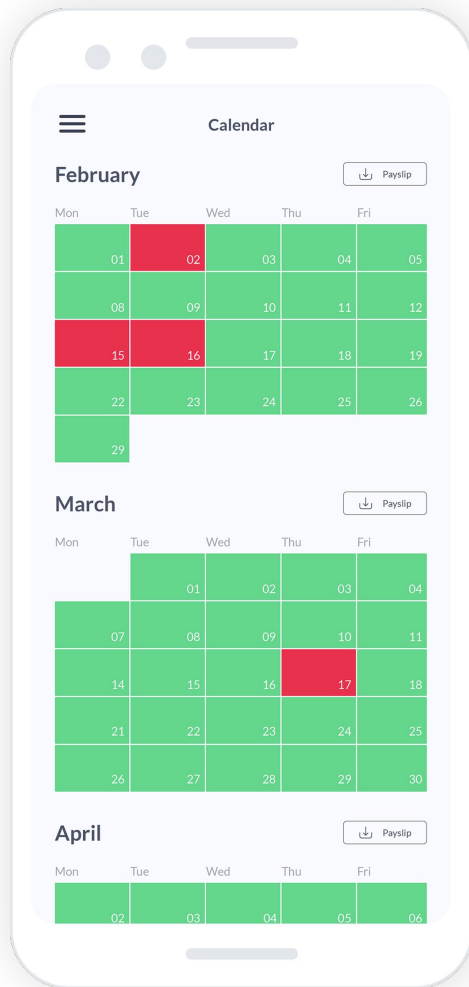 Calendar
February Payslip
Mon Tue Wed Thu Fri
01 02 03 04 05
08 09 10 11 12
15 16 17 18 19
22 23 24 25 26
29
March Payslip
Mon Tue Wed Thu Fri
01 02 03 04
07 08 09 10 11
14 15 16 17 18
21 22 23 24 25
26 27 28 29 30
April Payslip
Mon Tue Wed Thu Fri
02 03 04 05 06